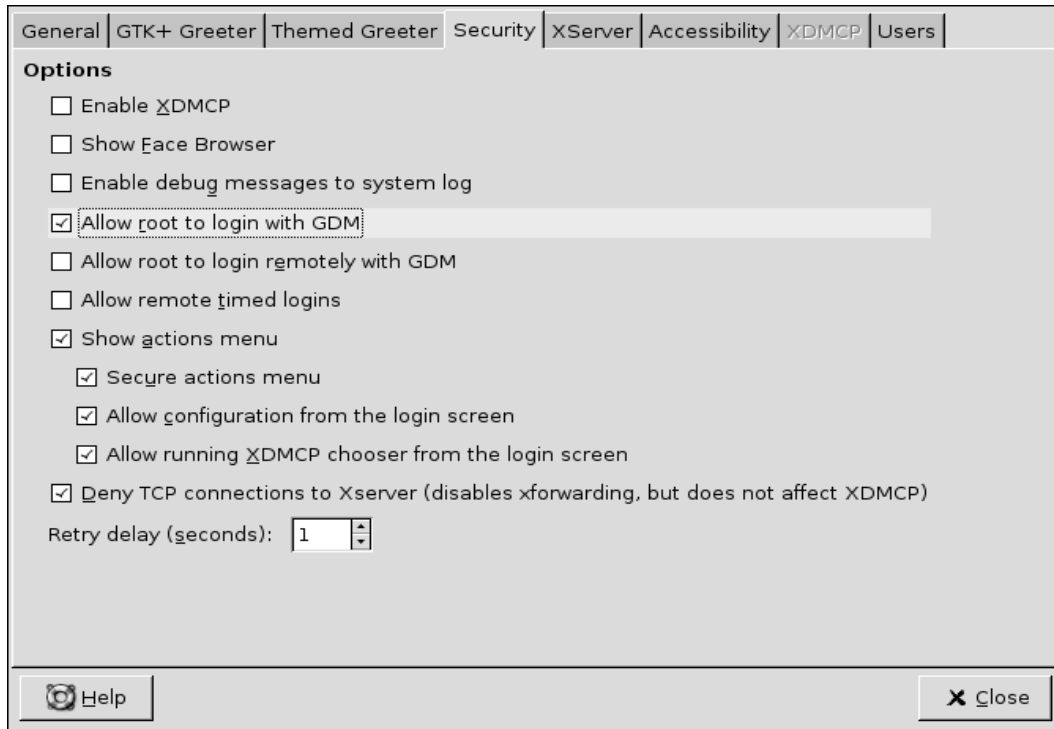 General GTK+ Greeter Themed Greeter Security XServer Accessibility XDMCP Users
Options
Enable XDMCP
Show Face Browser
Enable debug messages to system log
Allow root to login with GDM
Allow root to login remotely with GDM
Allow remote timed logins
Show actions menu
Secure actions menu
Allow configuration from the login screen
Allow running XDMCP chooser from the login screen
Deny TCP connections to Xserver (disables xforwarding, but does not affect XDMCP)
Retry delay (seconds): 1
Help Close